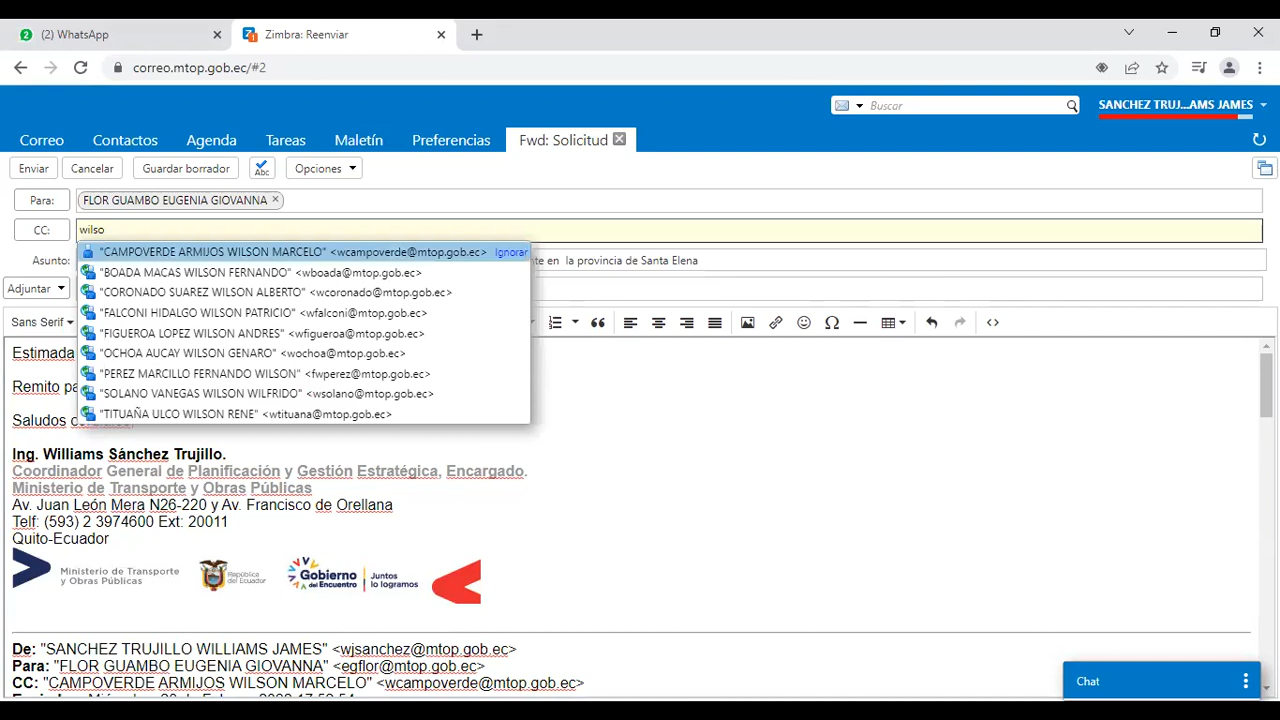 2 (2) WhatsApp
Zimbra: Reenviar
correo.mtop.gob.ec/#2
Buscar
SANCHEZ TRUJ...AMS JAMES
Correo Contactos Agenda Tareas Maletín Preferencias Fwd: Solicitud
Enviar Cancelar Guardar borrador Abc Opciones
Para: FLOR GUAMBO EUGENIA GIOVANNA ×
CC: wilso
"CAMPOVERDE ARMIJOS WILSON MARCELO" <wcampoverde@mtop.gob.ec> Ignorar
Asunto: nte en la provincia de Santa Elena
"BOADA MACAS WILSON FERNANDO" <wboada@mtop.gob.ec>
Adjuntar "CORONADO SUAREZ WILSON ALBERTO" <wcoronado@mtop.gob.ec>
"FALCONI HIDALGO WILSON PATRICIO" <wfalconi@mtop.gob.ec>
Sans Serif
"FIGUEROA LOPEZ WILSON ANDRES" <wfigueroa@mtop.gob.ec>
Estimada "OCHOA AUCAY WILSON GENARO" <wochoa@mtop.gob.ec>
"PEREZ MARCILLO FERNANDO WILSON" <fwperez@mtop.gob.ec>
Remito pa
"SOLANO VANEGAS WILSON WILFRIDO" <wsolano@mtop.gob.ec>
"TITUAÑA ULCO WILSON RENE" <wtituana@mtop.gob.ec>
Saludos
Ing. Williams Sánchez Trujillo.
Coordinador General de Planificación y Gestión Estratégica, Encargado.
Ministerio de Transporte y Obras Públicas
Av. Juan León Mera N26-220 y Av. Francisco de Orellana
Telf: (593) 2 3974600 Ext: 20011
Quito-Ecuador
Ministerio de Transporte
y Obras Públicas
República
del Ecuador
Gobierno
del Encuentro
Juntos
lo logramos
De: "SANCHEZ TRUJILLO WILLIAMS JAMES" <wjsanchez@mtop.gob.ec>
Para: "FLOR GUAMBO EUGENIA GIOVANNA" <egflor@mtop.gob.ec>
CC: "CAMPOVERDE ARMIJOS WILSON MARCELO" <wcampoverde@mtop.gob.ec>
Chat